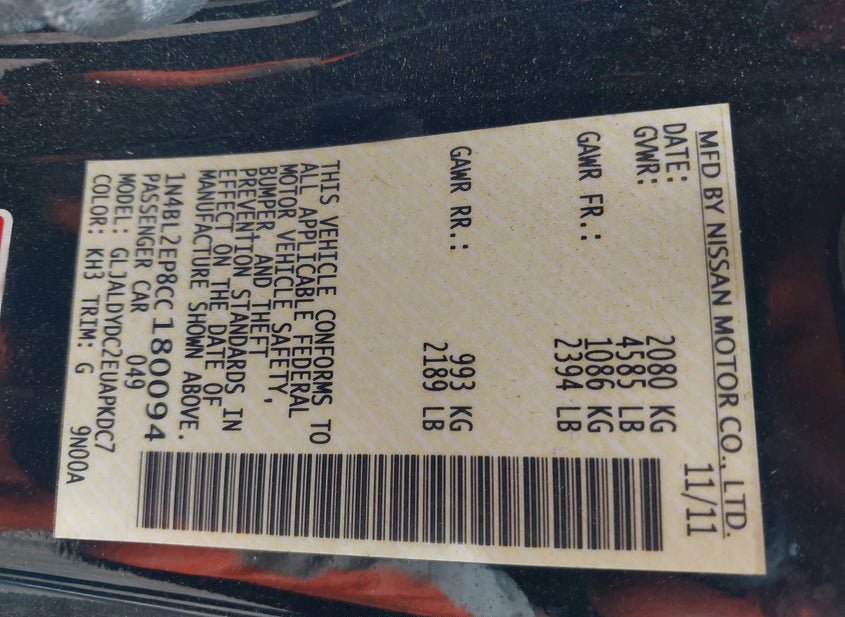 MFD BY NISSAN MOTOR CO., LTD.
DATE: 11/11
GVWR: 2080 KG
4585 LB
GAWR FR.: 1086 KG
2394 LB
GAWR RR.: 993 KG
2189 LB
THIS VEHICLE CONFORMS TO
ALL APPLICABLE FEDERAL
MOTOR VEHICLE SAFETY,
BUMPER AND THEFT
PREVENTION STANDARDS IN
EFFECT ON THE DATE OF
MANUFACTURE SHOWN ABOVE.
1N4BL2EP8CC180094
PASSENGER CAR 049
MODEL: GLJALDYDC2EUAPKDC7
COLOR: KH3 TRIM: G 9N00A